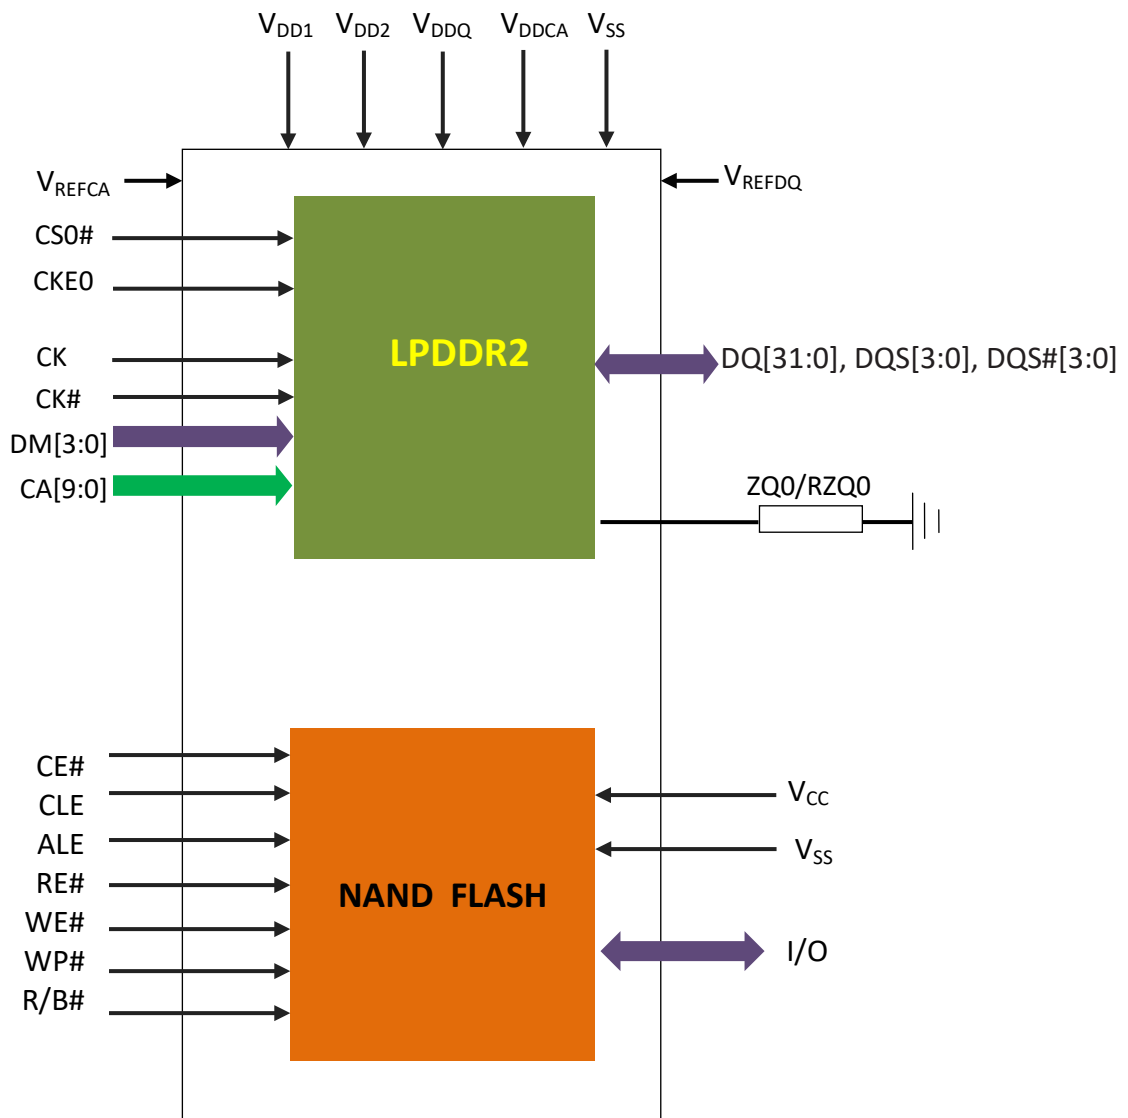 VDD1 VDD2 VDDQ VDDCA VSS
VREFCA
VREFDQ
CS0#
CKE0
CK
CK#
DM[3:0]
CA[9:0]
LPDDR2
DQ[31:0], DQS[3:0], DQS#[3:0]
ZQ0/RZQ0
CE#
CLE
ALE
RE#
WE#
WP#
R/B#
NAND FLASH
VCC
VSS
I/O